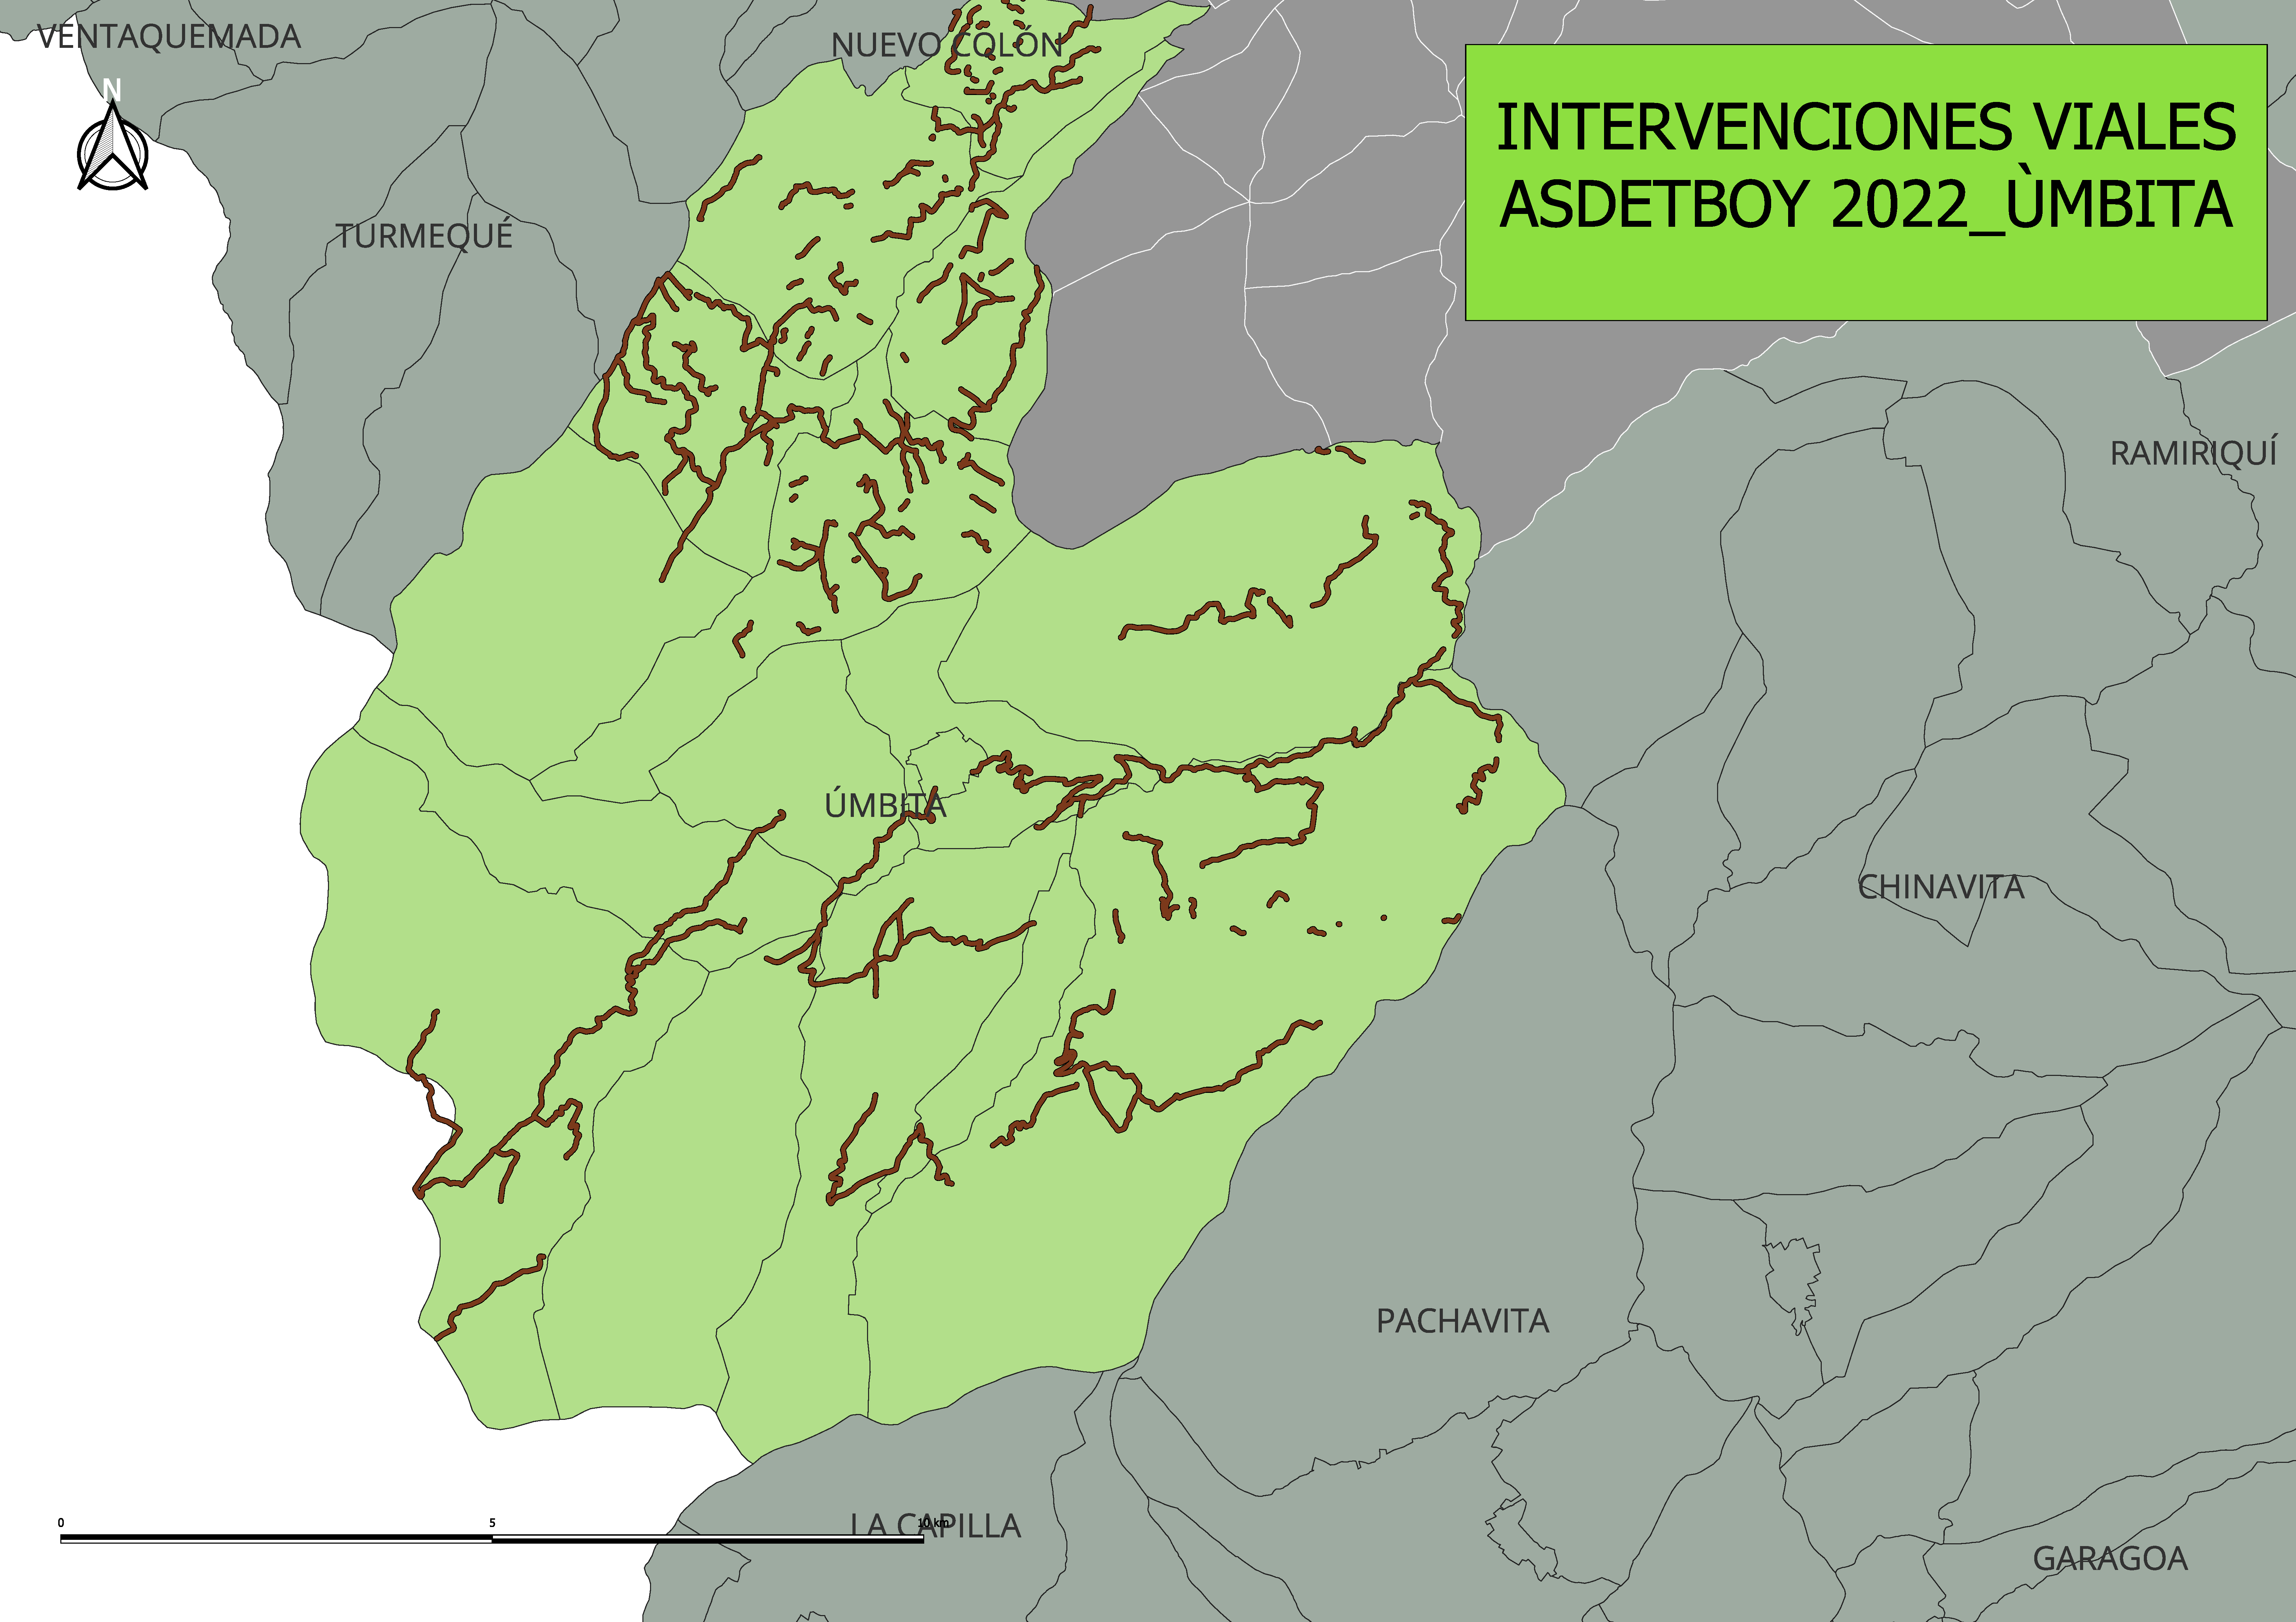 VENTAQUEMADA
NUEVO COLÓN
N
INTERVENCIONES VIALES
ASDETBOY 2022_ÙMBITA
TURMEQUÉ
RAMIRIQUÍ
ÚMBITA
CHINAVITA
PACHAVITA
0 5 10 km
LA CAPILLA
GARAGOA